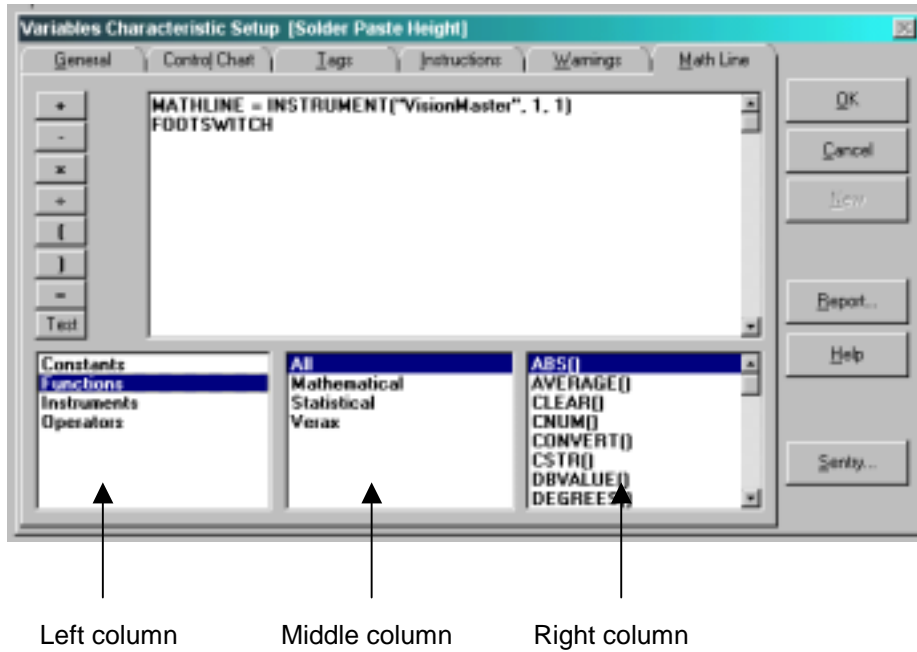 Variables Characteristic Setup [Solder Paste Height]
General Control Chart Tags Instructions Warnings Math Line
+
-
x
÷
(
)
=
Test
MATHLINE = INSTRUMENT("VisionMaster", 1, 1)
FOOTSWITCH
OK
Cancel
New
Report...
Help
Sentry...
Constants
Functions
Instruments
Operators
All
Mathematical
Statistical
Verax
ABS()
AVERAGE()
CLEAR()
CNUM()
CONVERT()
CSTR()
DBVALUE()
DEGREES()
Left column Middle column Right column